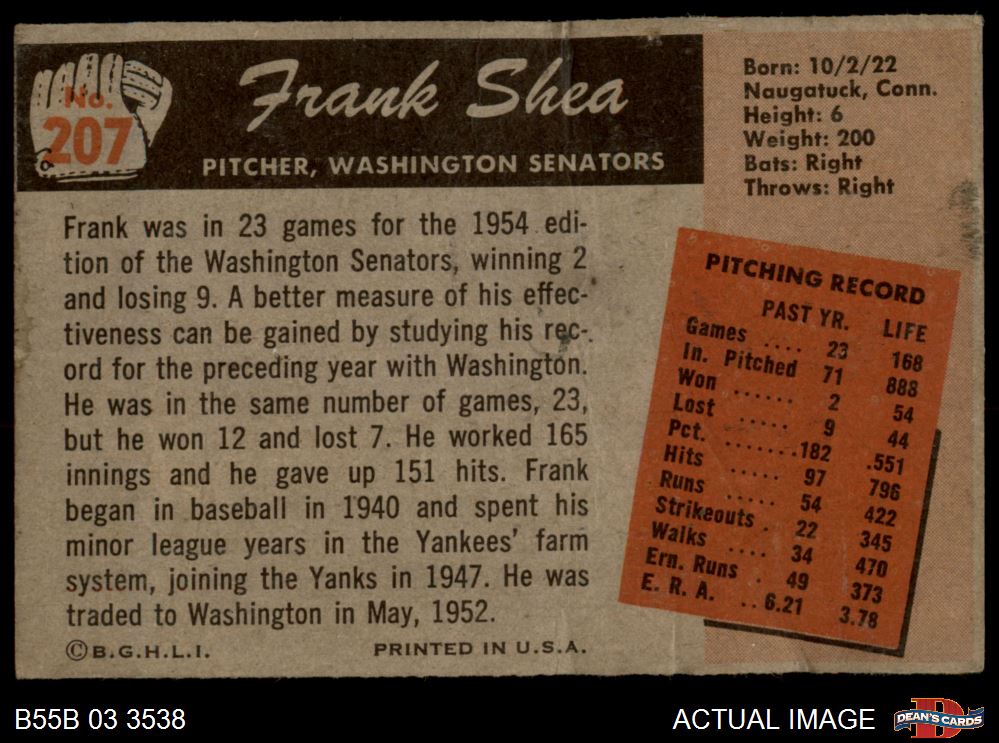 No.
207
Frank Shea
PITCHER, WASHINGTON SENATORS
Born: 10/2/22
Naugatuck, Conn.
Height: 6
Weight: 200
Bats: Right
Throws: Right
Frank was in 23 games for the 1954 edi-
tion of the Washington Senators, winning 2
and losing 9. A better measure of his effec-
tiveness can be gained by studying his rec-
ord for the preceding year with Washington.
He was in the same number of games, 23,
but he won 12 and lost 7. He worked 165
innings and he gave up 151 hits. Frank
began in baseball in 1940 and spent his
minor league years in the Yankees' farm
system, joining the Yanks in 1947. He was
traded to Washington in May, 1952.
©B.G.H.L.I.
PRINTED IN U.S.A.
PITCHING RECORD
PAST YR. LIFE
Games .... 23 168
In. Pitched 71 888
Won ...... 2 54
Lost ...... 9 44
Pct. ....... .182 .551
Hits ..... 97 796
Runs ..... 54 422
Strikeouts . 22 345
Walks .... 34 470
Ern. Runs . 49 373
E. R. A. .. 6.21 3.78
B55B 03 3538
ACTUAL IMAGE
DEAN'S CARDS